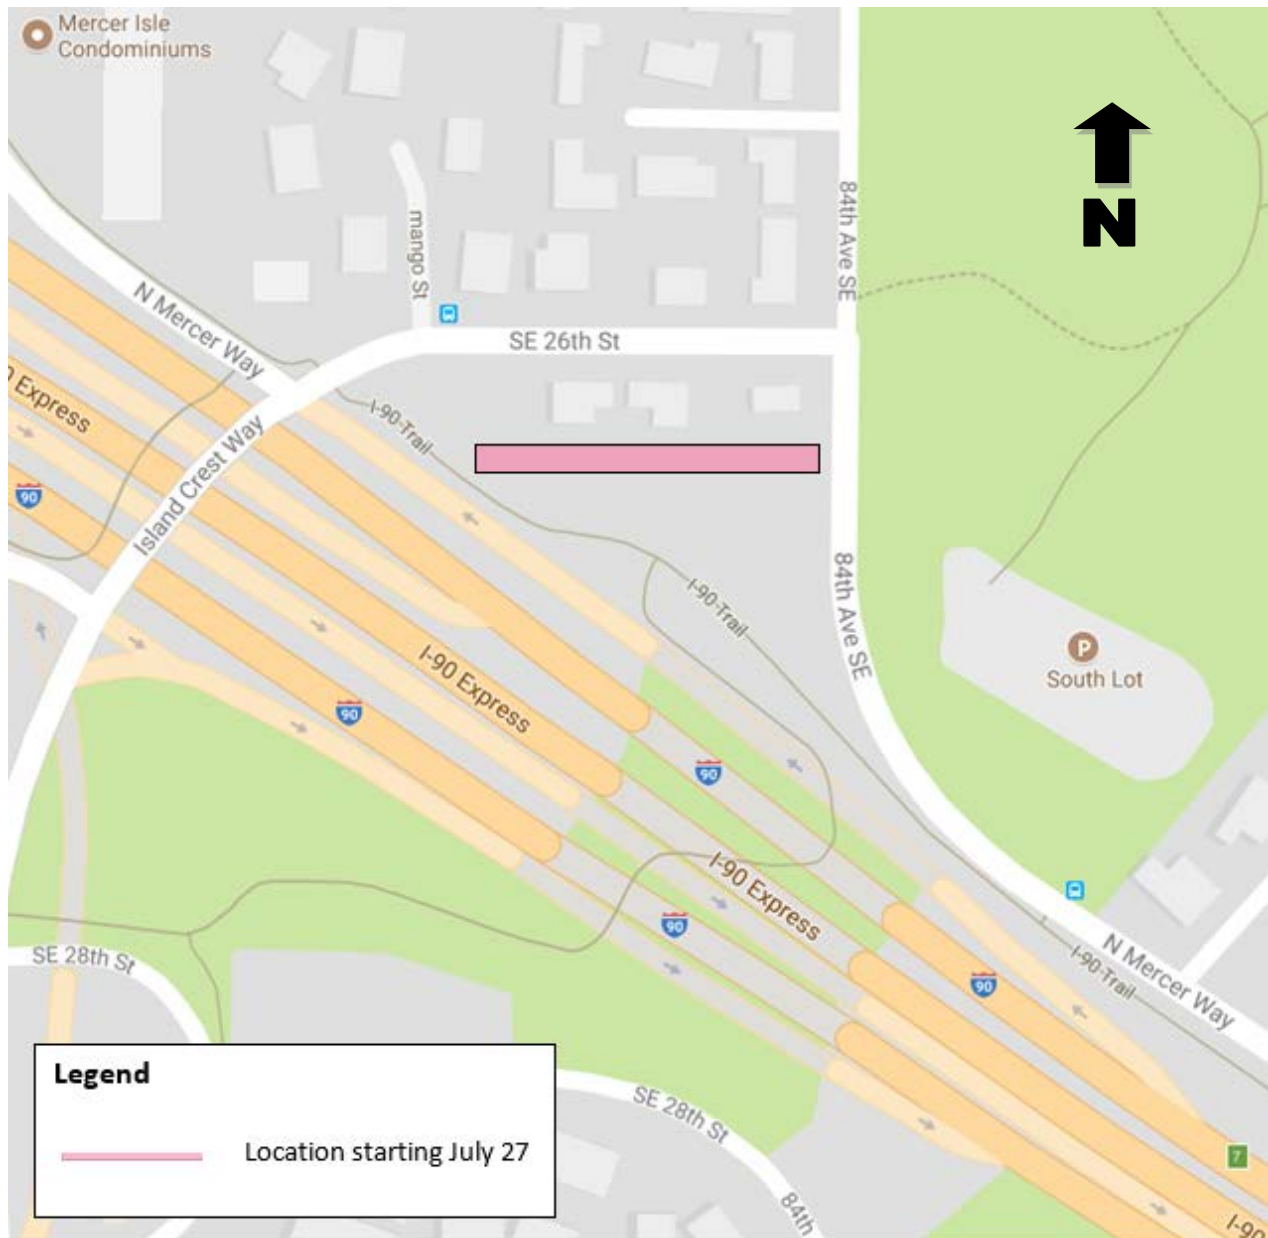 Mercer Isle
Condominiums
N
84th Ave SE
mango St
N Mercer Way
SE 26th St
0 Express
I-90-Trail
Island Crest Way
90
84th Ave SE
I-90-Trail
P
South Lot
I-90 Express
90
90
I-90 Express
90
SE 28th St
90
N Mercer Way
I-90-Trail
Legend
Location starting July 27
SE 28th St
84th
7
I-90